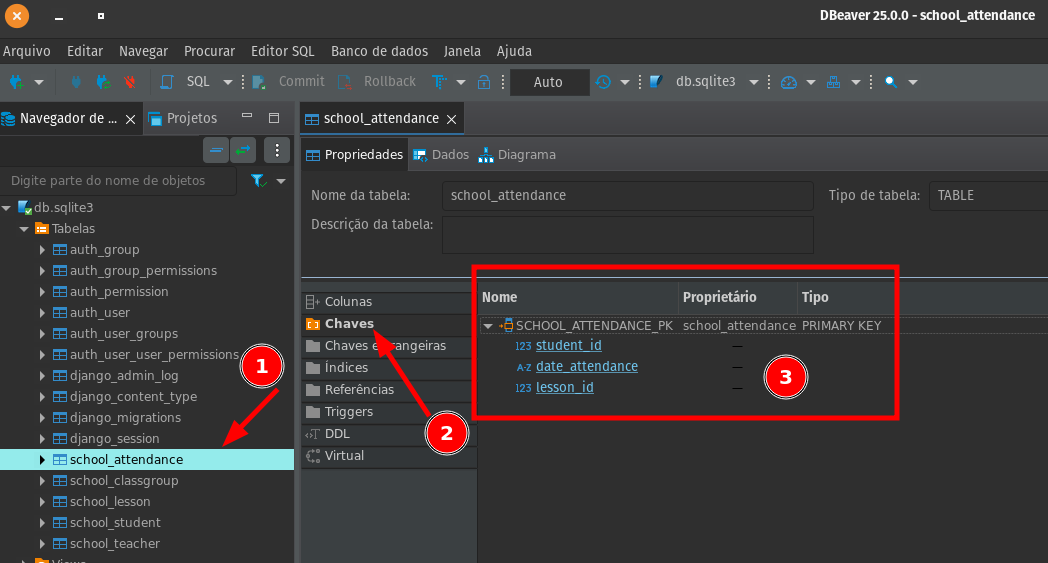 DBeaver 25.0.0 - school_attendance
Arquivo Editar Navegar Procurar Editor SQL Banco de dados Janela Ajuda
SQL Commit Rollback Auto db.sqlite3
Navegador de ... Projetos
school_attendance
Propriedades Dados Diagrama
Digite parte do nome de objetos
Nome da tabela: school_attendance Tipo de tabela: TABLE
Descrição da tabela:
db.sqlite3
Tabelas
auth_group
auth_group_permissions
auth_permission
auth_user
auth_user_groups
auth_user_user_permissions
django_admin_log
django_content_type
django_migrations
django_session
school_attendance
school_classgroup
school_lesson
school_student
school_teacher
1
Colunas
Chaves
Chaves estrangeiras
Índices
Referências
Triggers
DDL
Virtual
2
Nome Proprietário Tipo
SCHOOL_ATTENDANCE_PK school_attendance PRIMARY KEY
123 student_id —
A-Z date_attendance —
123 lesson_id —
3